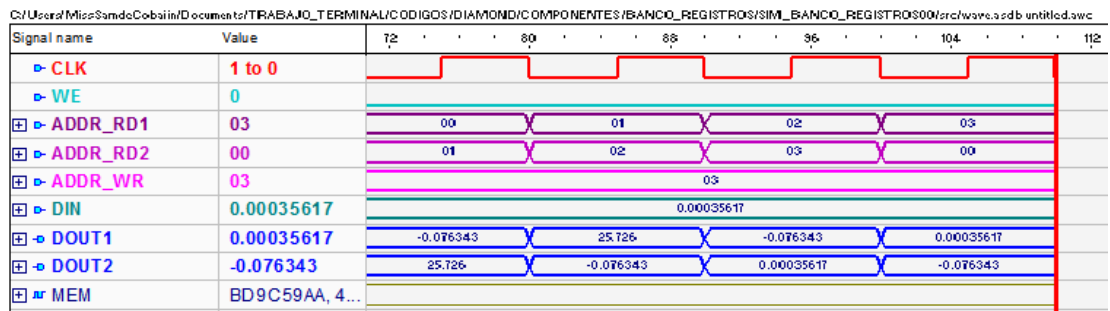 C:/Users/MissSamdeCobaiin/Documents/TRABAJO_TERMINAL/CODIGOS/DIAMOND/COMPONENTES/BANCO_REGISTROS/SIM_BANCO_REGISTROS00/src/wave.asdb untitled.awc
Signal name Value 72 80 88 96 104 112
CLK 1 to 0
WE 0
ADDR_RD1 03 00 01 02 03
ADDR_RD2 00 01 02 03 00
ADDR_WR 03 03
DIN 0.00035617 0.00035617
DOUT1 0.00035617 -0.076343 25.726 -0.076343 0.00035617
DOUT2 -0.076343 25.726 -0.076343 0.00035617 -0.076343
MEM BD9C59AA, 4...